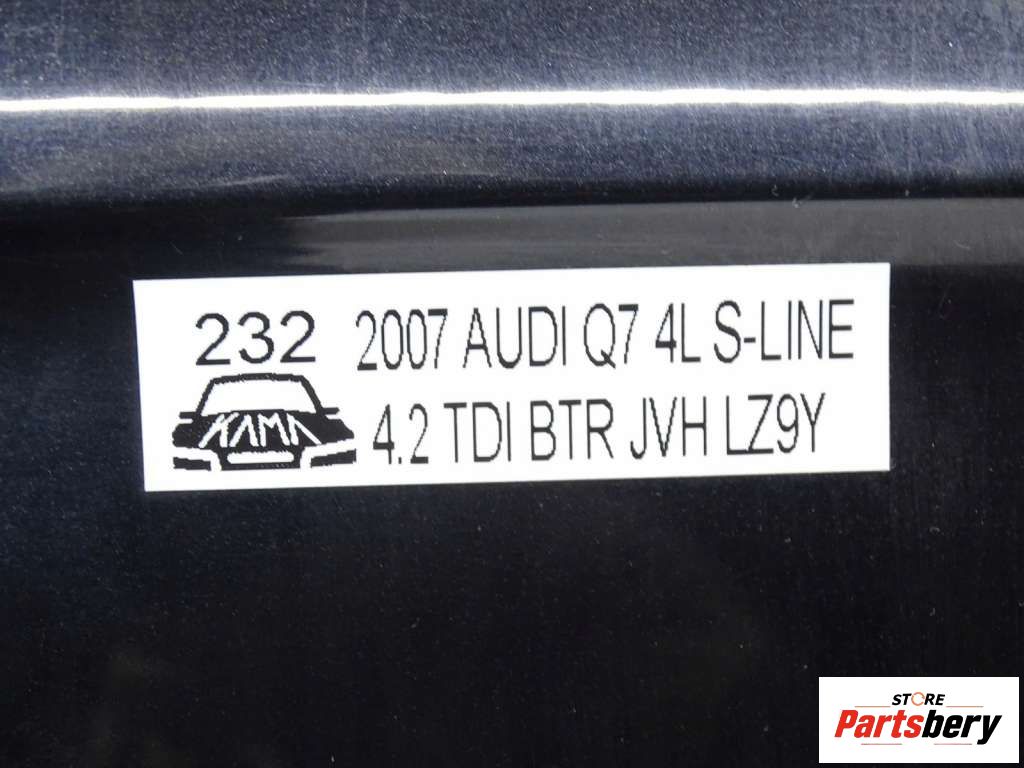 232 2007 AUDI Q7 4L S-LINE
KAMA 4.2 TDI BTR JVH LZ9Y
STORE
Partsbery